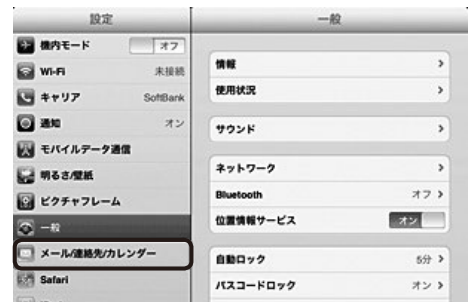 設定
機内モード オフ
Wi-Fi 未接続
キャリア SoftBank
通知 オン
モバイルデータ通信
明るさ/壁紙
ピクチャフレーム
一般
メール/連絡先/カレンダー
Safari
一般
情報
使用状況
サウンド
ネットワーク
Bluetooth オフ
位置情報サービス オン
自動ロック 5分
パスコードロック オン